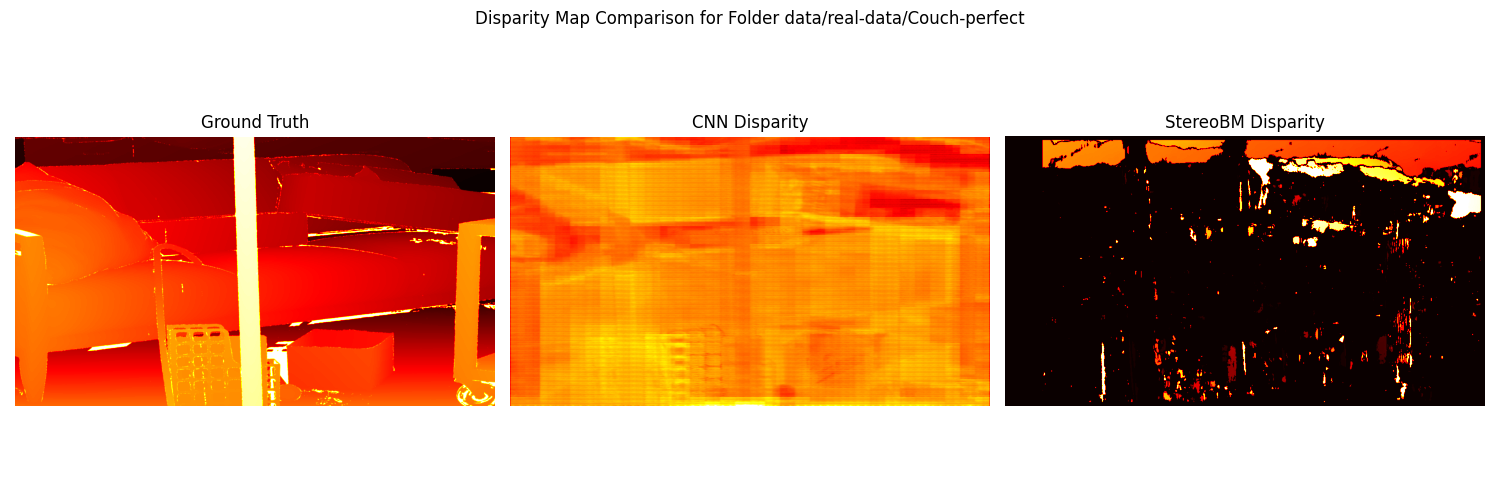 Disparity Map Comparison for Folder data/real-data/Couch-perfect
Ground Truth
CNN Disparity
StereoBM Disparity